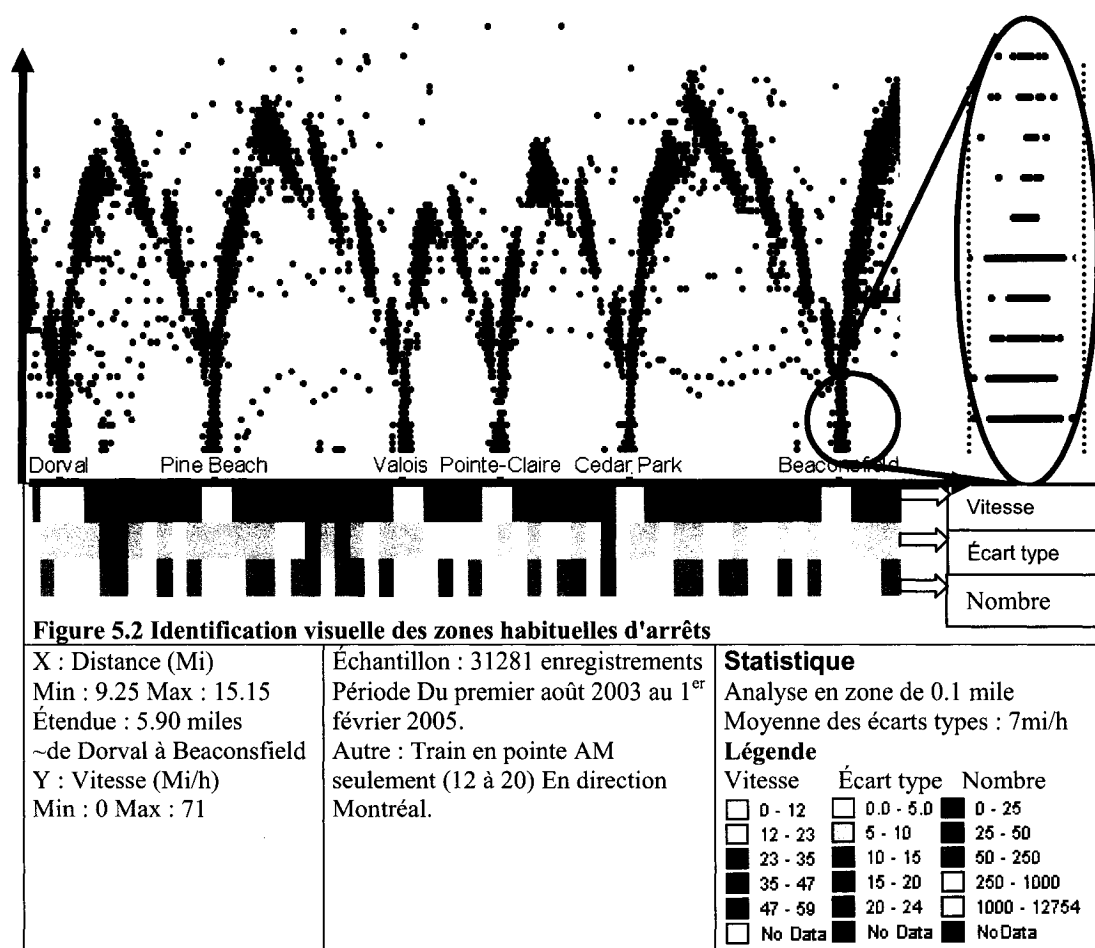 Dorval Pine Beach Valois Pointe-Claire Cedar Park Beaconsfield
Vitesse
Écart type
Nombre
Figure 5.2 Identification visuelle des zones habituelles d'arrêts
X : Distance (Mi)
Min : 9.25 Max : 15.15
Étendue : 5.90 miles
~de Dorval à Beaconsfield
Y : Vitesse (Mi/h)
Min : 0 Max : 71
Échantillon : 31281 enregistrements
Période Du premier août 2003 au 1er
février 2005.
Autre : Train en pointe AM
seulement (12 à 20) En direction
Montréal.
Statistique
Analyse en zone de 0.1 mile
Moyenne des écarts types : 7mi/h
Légende
Vitesse Écart type Nombre
0 - 12 0.0 - 5.0 0 - 25
12 - 23 5 - 10 25 - 50
23 - 35 10 - 15 50 - 250
35 - 47 15 - 20 250 - 1000
47 - 59 20 - 24 1000 - 12754
No Data No Data No Data